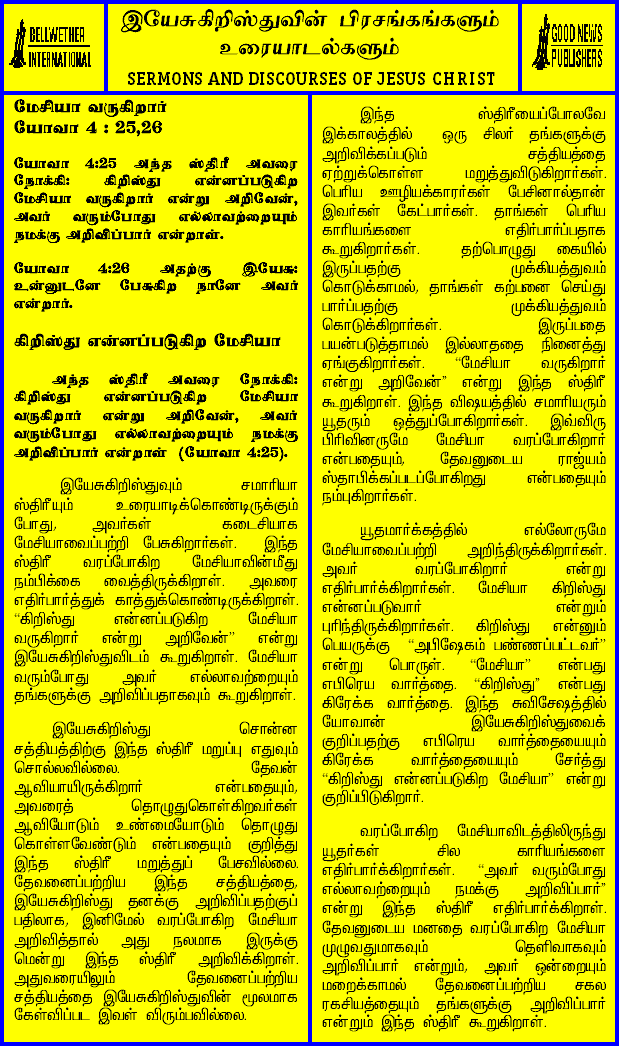 BELLWETHER
INTERNATIONAL
இயேசுகிறிஸ்துவின் பிரசங்கங்களும்
உரையாடல்களும்
SERMONS AND DISCOURSES OF JESUS CHRIST
GOOD NEWS
PUBLISHERS
மேசியா வருகிறார்
யோவா 4 : 25,26
யோவா 4:25 அந்த ஸ்திரீ அவரை
நோக்கி: கிறிஸ்து என்னப்படுகிற
மேசியா வருகிறார் என்று அறிவேன்,
அவர் வரும்போது எல்லாவற்றையும்
நமக்கு அறிவிப்பார் என்றாள்.
யோவா 4:26 அதற்கு இயேசு:
உன்னுடனே பேசுகிற நானே அவர்
என்றார்.
கிறிஸ்து என்னப்படுகிற மேசியா
அந்த ஸ்திரீ அவரை நோக்கி:
கிறிஸ்து என்னப்படுகிற மேசியா
வருகிறார் என்று அறிவேன், அவர்
வரும்போது எல்லாவற்றையும் நமக்கு
அறிவிப்பார் என்றாள் (யோவா 4:25).
இயேசுகிறிஸ்துவும் சமாரியா
ஸ்திரீயும் உரையாடிக்கொண்டிருக்கும்
போது, அவர்கள் கடைசியாக
மேசியாவைப்பற்றி பேசுகிறார்கள். இந்த
ஸ்திரீ வரப்போகிற மேசியாவின்மீது
நம்பிக்கை வைத்திருக்கிறாள். அவரை
எதிர்பார்த்துக் காத்துக்கொண்டிருக்கிறாள்.
“கிறிஸ்து என்னப்படுகிற மேசியா
வருகிறார் என்று அறிவேன்” என்று
இயேசுகிறிஸ்துவிடம் கூறுகிறாள். மேசியா
வரும்போது அவர் எல்லாவற்றையும்
தங்களுக்கு அறிவிப்பதாகவும் கூறுகிறாள்.
இயேசுகிறிஸ்து சொன்ன
சத்தியத்திற்கு இந்த ஸ்திரீ மறுப்பு எதுவும்
சொல்லவில்லை. தேவன்
ஆவியாயிருக்கிறார் என்பதையும்,
அவரைத் தொழுதுகொள்கிறவர்கள்
ஆவியோடும் உண்மையோடும் தொழுது
கொள்ளவேண்டும் என்பதையும் குறித்து
இந்த ஸ்திரீ மறுத்துப் பேசவில்லை.
தேவனைப்பற்றிய இந்த சத்தியத்தை,
இயேசுகிறிஸ்து தனக்கு அறிவிப்பதற்குப்
பதிலாக, இனிமேல் வரப்போகிற மேசியா
அறிவித்தால் அது நலமாக இருக்கு
மென்று இந்த ஸ்திரீ அறிவிக்கிறாள்.
அதுவரையிலும் தேவனைப்பற்றிய
சத்தியத்தை இயேசுகிறிஸ்துவின் மூலமாக
கேள்விப்பட இவள் விரும்பவில்லை.
இந்த ஸ்திரீயைப்போலவே
இக்காலத்தில் ஒரு சிலர் தங்களுக்கு
அறிவிக்கப்படும் சத்தியத்தை
ஏற்றுக்கொள்ள மறுத்துவிடுகிறார்கள்.
பெரிய ஊழியக்காரர்கள் பேசினால்தான்
இவர்கள் கேட்பார்கள். தாங்கள் பெரிய
காரியங்களை எதிர்பார்ப்பதாக
கூறுகிறார்கள். தற்பொழுது கையில்
இருப்பதற்கு முக்கியத்துவம்
கொடுக்காமல், தாங்கள் கற்பனை செய்து
பார்ப்பதற்கு முக்கியத்துவம்
கொடுக்கிறார்கள். இருப்பதை
பயன்படுத்தாமல் இல்லாததை நினைத்து
ஏங்குகிறார்கள். “மேசியா வருகிறார்
என்று அறிவேன்” என்று இந்த ஸ்திரீ
கூறுகிறாள். இந்த விஷயத்தில் சமாரியரும்
யூதரும் ஒத்துப்போகிறார்கள். இவ்விரு
பிரிவினருமே மேசியா வரப்போகிறார்
என்பதையும், தேவனுடைய ராஜ்யம்
ஸ்தாபிக்கப்படப்போகிறது என்பதையும்
நம்புகிறார்கள்.
யூதமார்க்கத்தில் எல்லோருமே
மேசியாவைப்பற்றி அறிந்திருக்கிறார்கள்.
அவர் வரப்போகிறார் என்று
எதிர்பார்க்கிறார்கள். மேசியா கிறிஸ்து
என்னப்படுவார் என்றும்
புரிந்திருக்கிறார்கள். கிறிஸ்து என்னும்
பெயருக்கு “அபிஷேகம் பண்ணப்பட்டவர்”
என்று பொருள். “மேசியா” என்பது
எபிரெய வார்த்தை. “கிறிஸ்து” என்பது
கிரேக்க வார்த்தை. இந்த சுவிசேஷத்தில்
யோவான் இயேசுகிறிஸ்துவைக்
குறிப்பதற்கு எபிரெய வார்த்தையையும்
கிரேக்க வார்த்தையையும் சேர்த்து
“கிறிஸ்து என்னப்படுகிற மேசியா” என்று
குறிப்பிடுகிறார்.
வரப்போகிற மேசியாவிடத்திலிருந்து
யூதர்கள் சில காரியங்களை
எதிர்பார்க்கிறார்கள். “அவர் வரும்போது
எல்லாவற்றையும் நமக்கு அறிவிப்பார்”
என்று இந்த ஸ்திரீ எதிர்பார்க்கிறாள்.
தேவனுடைய மனதை வரப்போகிற மேசியா
முழுவதுமாகவும் தெளிவாகவும்
அறிவிப்பார் என்றும், அவர் ஒன்றையும்
மறைக்காமல் தேவனைப்பற்றிய சகல
ரகசியத்தையும் தங்களுக்கு அறிவிப்பார்
என்றும் இந்த ஸ்திரீ கூறுகிறாள்.